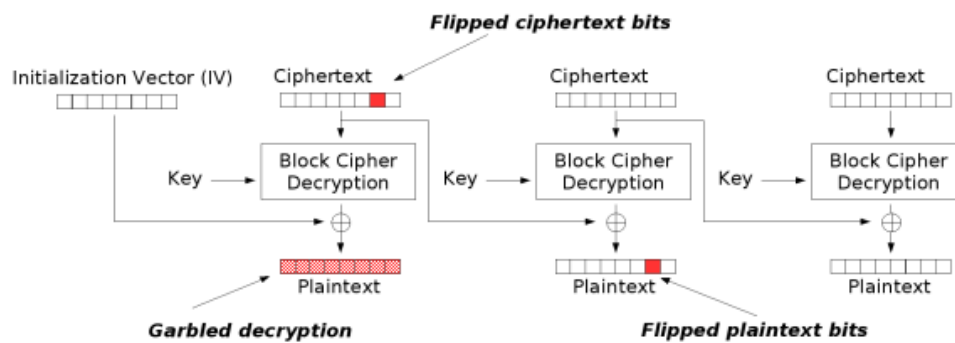 Flipped ciphertext bits
Initialization Vector (IV)
Ciphertext
Ciphertext
Ciphertext
Key
Block Cipher
Decryption
Key
Block Cipher
Decryption
Key
Block Cipher
Decryption
Plaintext
Plaintext
Plaintext
Garbled decryption
Flipped plaintext bits